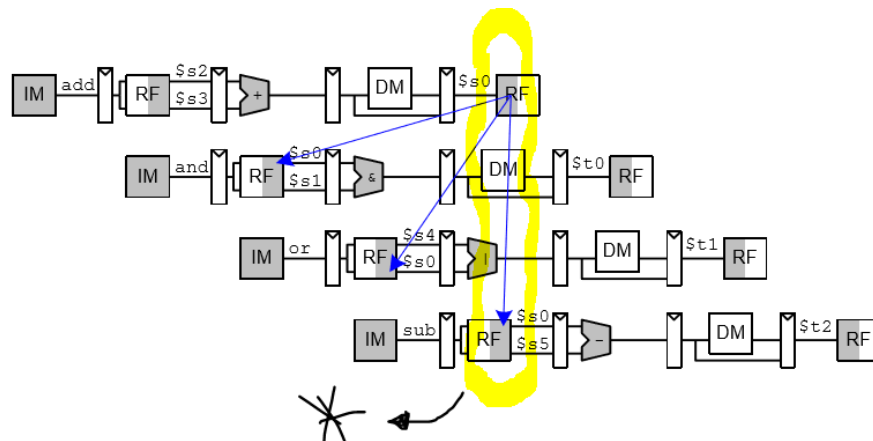 IM add RF $s2 $s3 + DM $s0 RF
IM and RF $s0 $s1 & DM $t0 RF
IM or RF $s4 $s0 | DM $t1 RF
IM sub RF $s0 $s5 - DM $t2 RF